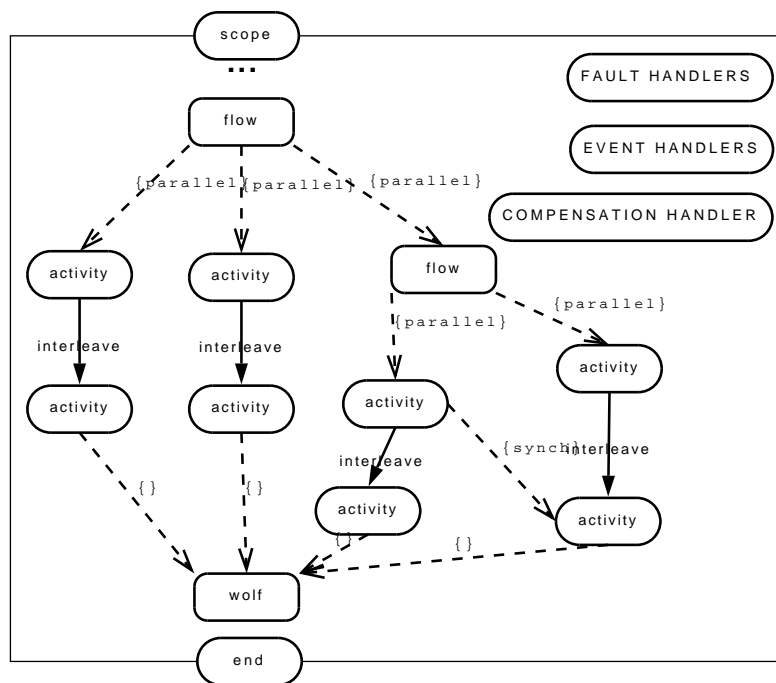 scope
...
FAULT HANDLERS
flow
EVENT HANDLERS
{parallel}
{parallel}
{parallel}
COMPENSATION HANDLER
activity
activity
flow
{parallel}
{parallel}
interleave
interleave
activity
activity
activity
activity
{synch}
interleave
interleave
{}
{}
activity
activity
{}
{}
wolf
end